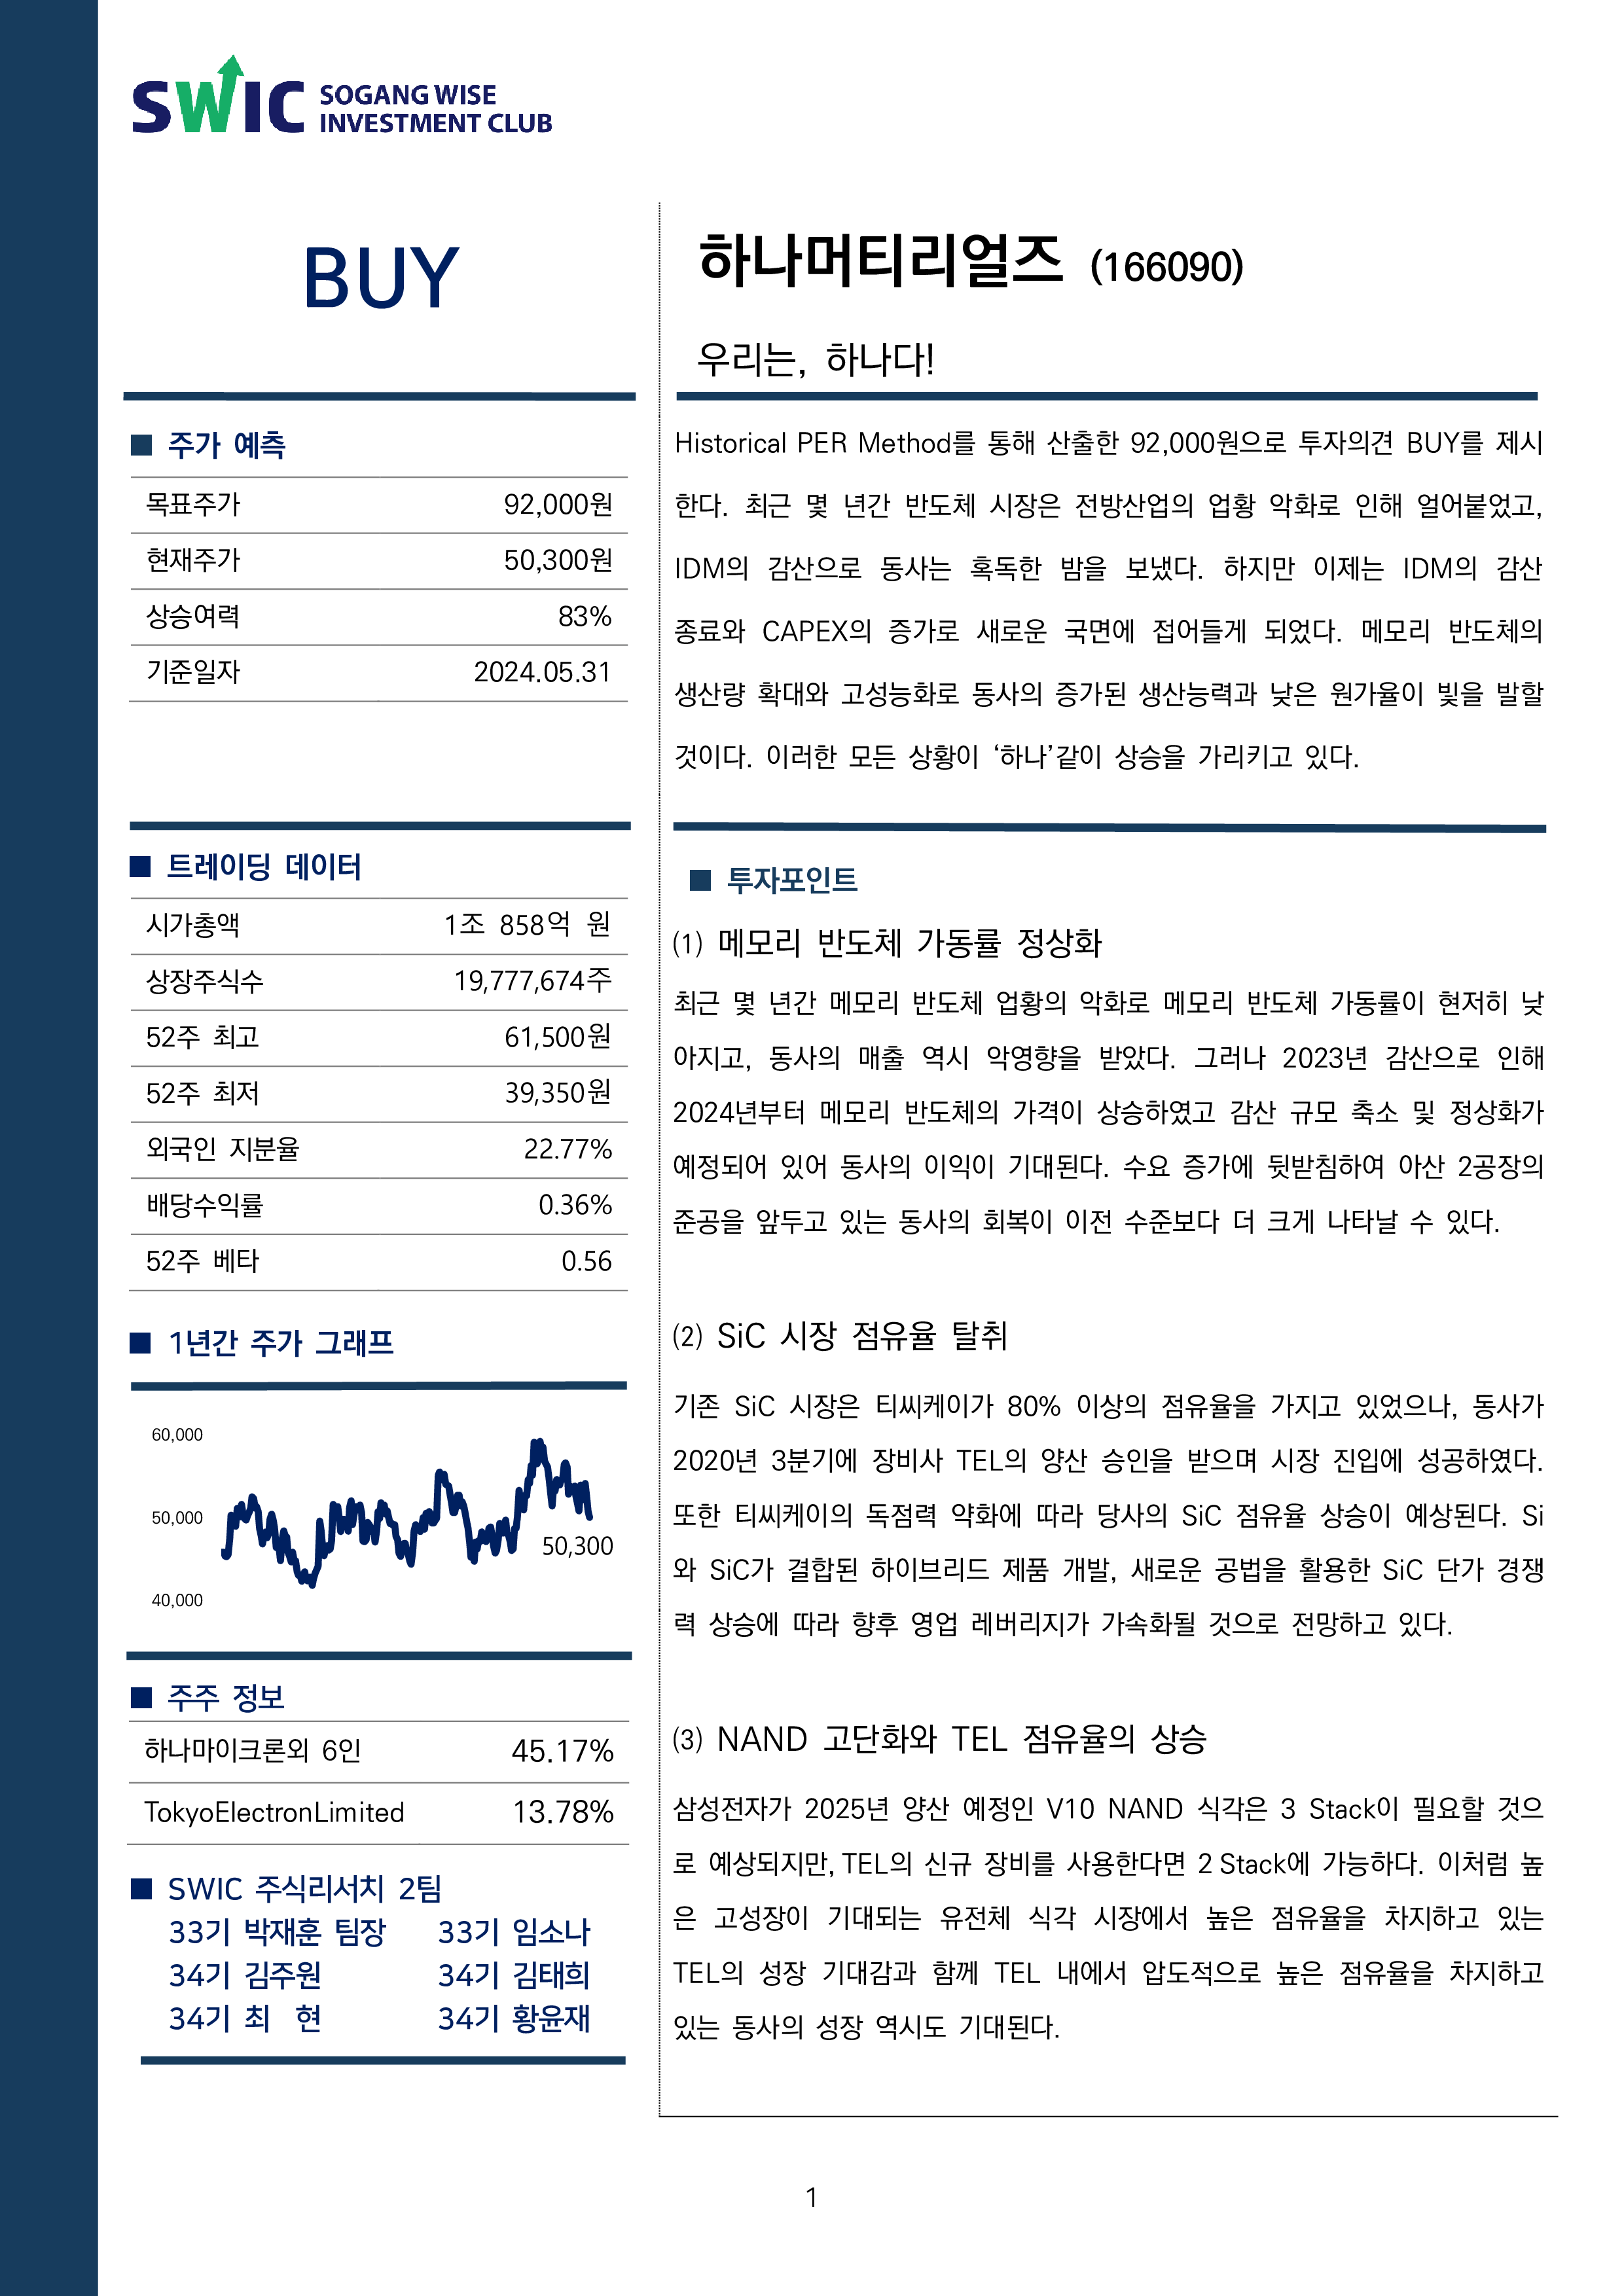 SWIC SOGANG WISE
INVESTMENT CLUB
BUY
하나머티리얼즈 (166090)
우리는, 하나다!
■ 주가 예측
목표주가 92,000원
현재주가 50,300원
상승여력 83%
기준일자 2024.05.31
Historical PER Method를 통해 산출한 92,000원으로 투자의견 BUY를 제시
한다. 최근 몇 년간 반도체 시장은 전방산업의 업황 악화로 인해 얼어붙었고,
IDM의 감산으로 동사는 혹독한 밤을 보냈다. 하지만 이제는 IDM의 감산
종료와 CAPEX의 증가로 새로운 국면에 접어들게 되었다. 메모리 반도체의
생산량 확대와 고성능화로 동사의 증가된 생산능력과 낮은 원가율이 빛을 발할
것이다. 이러한 모든 상황이 ‘하나’같이 상승을 가리키고 있다.
■ 트레이딩 데이터
시가총액 1조 858억 원
상장주식수 19,777,674주
52주 최고 61,500원
52주 최저 39,350원
외국인 지분율 22.77%
배당수익률 0.36%
52주 베타 0.56
■ 1년간 주가 그래프
60,000
50,000
40,000
50,300
■ 주주 정보
하나마이크론외 6인 45.17%
TokyoElectronLimited 13.78%
■ SWIC 주식리서치 2팀
33기 박재훈 팀장 33기 임소나
34기 김주원 34기 김태희
34기 최 현 34기 황윤재
■ 투자포인트
(1) 메모리 반도체 가동률 정상화
최근 몇 년간 메모리 반도체 업황의 악화로 메모리 반도체 가동률이 현저히 낮
아지고, 동사의 매출 역시 악영향을 받았다. 그러나 2023년 감산으로 인해
2024년부터 메모리 반도체의 가격이 상승하였고 감산 규모 축소 및 정상화가
예정되어 있어 동사의 이익이 기대된다. 수요 증가에 뒷받침하여 아산 2공장의
준공을 앞두고 있는 동사의 회복이 이전 수준보다 더 크게 나타날 수 있다.
(2) SiC 시장 점유율 탈취
기존 SiC 시장은 티씨케이가 80% 이상의 점유율을 가지고 있었으나, 동사가
2020년 3분기에 장비사 TEL의 양산 승인을 받으며 시장 진입에 성공하였다.
또한 티씨케이의 독점력 약화에 따라 당사의 SiC 점유율 상승이 예상된다. Si
와 SiC가 결합된 하이브리드 제품 개발, 새로운 공법을 활용한 SiC 단가 경쟁
력 상승에 따라 향후 영업 레버리지가 가속화될 것으로 전망하고 있다.
(3) NAND 고단화와 TEL 점유율의 상승
삼성전자가 2025년 양산 예정인 V10 NAND 식각은 3 Stack이 필요할 것으
로 예상되지만, TEL의 신규 장비를 사용한다면 2 Stack에 가능하다. 이처럼 높
은 고성장이 기대되는 유전체 식각 시장에서 높은 점유율을 차지하고 있는
TEL의 성장 기대감과 함께 TEL 내에서 압도적으로 높은 점유율을 차지하고
있는 동사의 성장 역시도 기대된다.
1